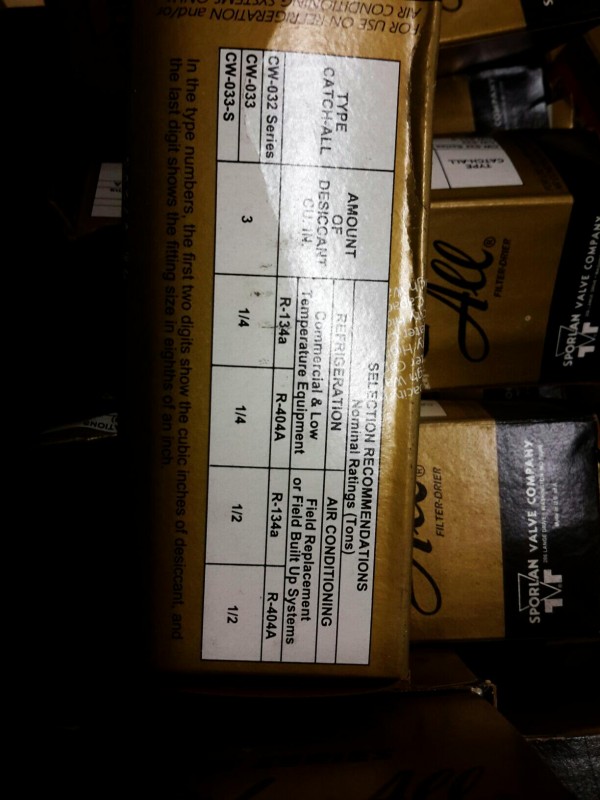 FOR USE ON REFRIGERATION and/or
AIR CONDITIONING SYSTEMS ONLY
TYPE
CATCH-ALL
AMOUNT
OF
DESICCANT
CU. IN.
SELECTION RECOMMENDATIONS
Nominal Ratings (Tons)
REFRIGERATION
AIR CONDITIONING
Commercial & Low
Temperature Equipment
Field Replacement
or Field Built Up Systems
R-134a
R-404A
R-134a
R-404A
CW-032 Series
CW-033
CW-033-S
3
1/4
1/4
1/2
1/2
In the type numbers, the first two digits show the cubic inches of desiccant, and
the last digit shows the fitting size in eighths of an inch.
TYPE
CATCH-ALL
All
®
FILTER-DRIER
SPORLAN VALVE COMPANY
®
FILTER-DRIER
SPORLAN VALVE COMPANY